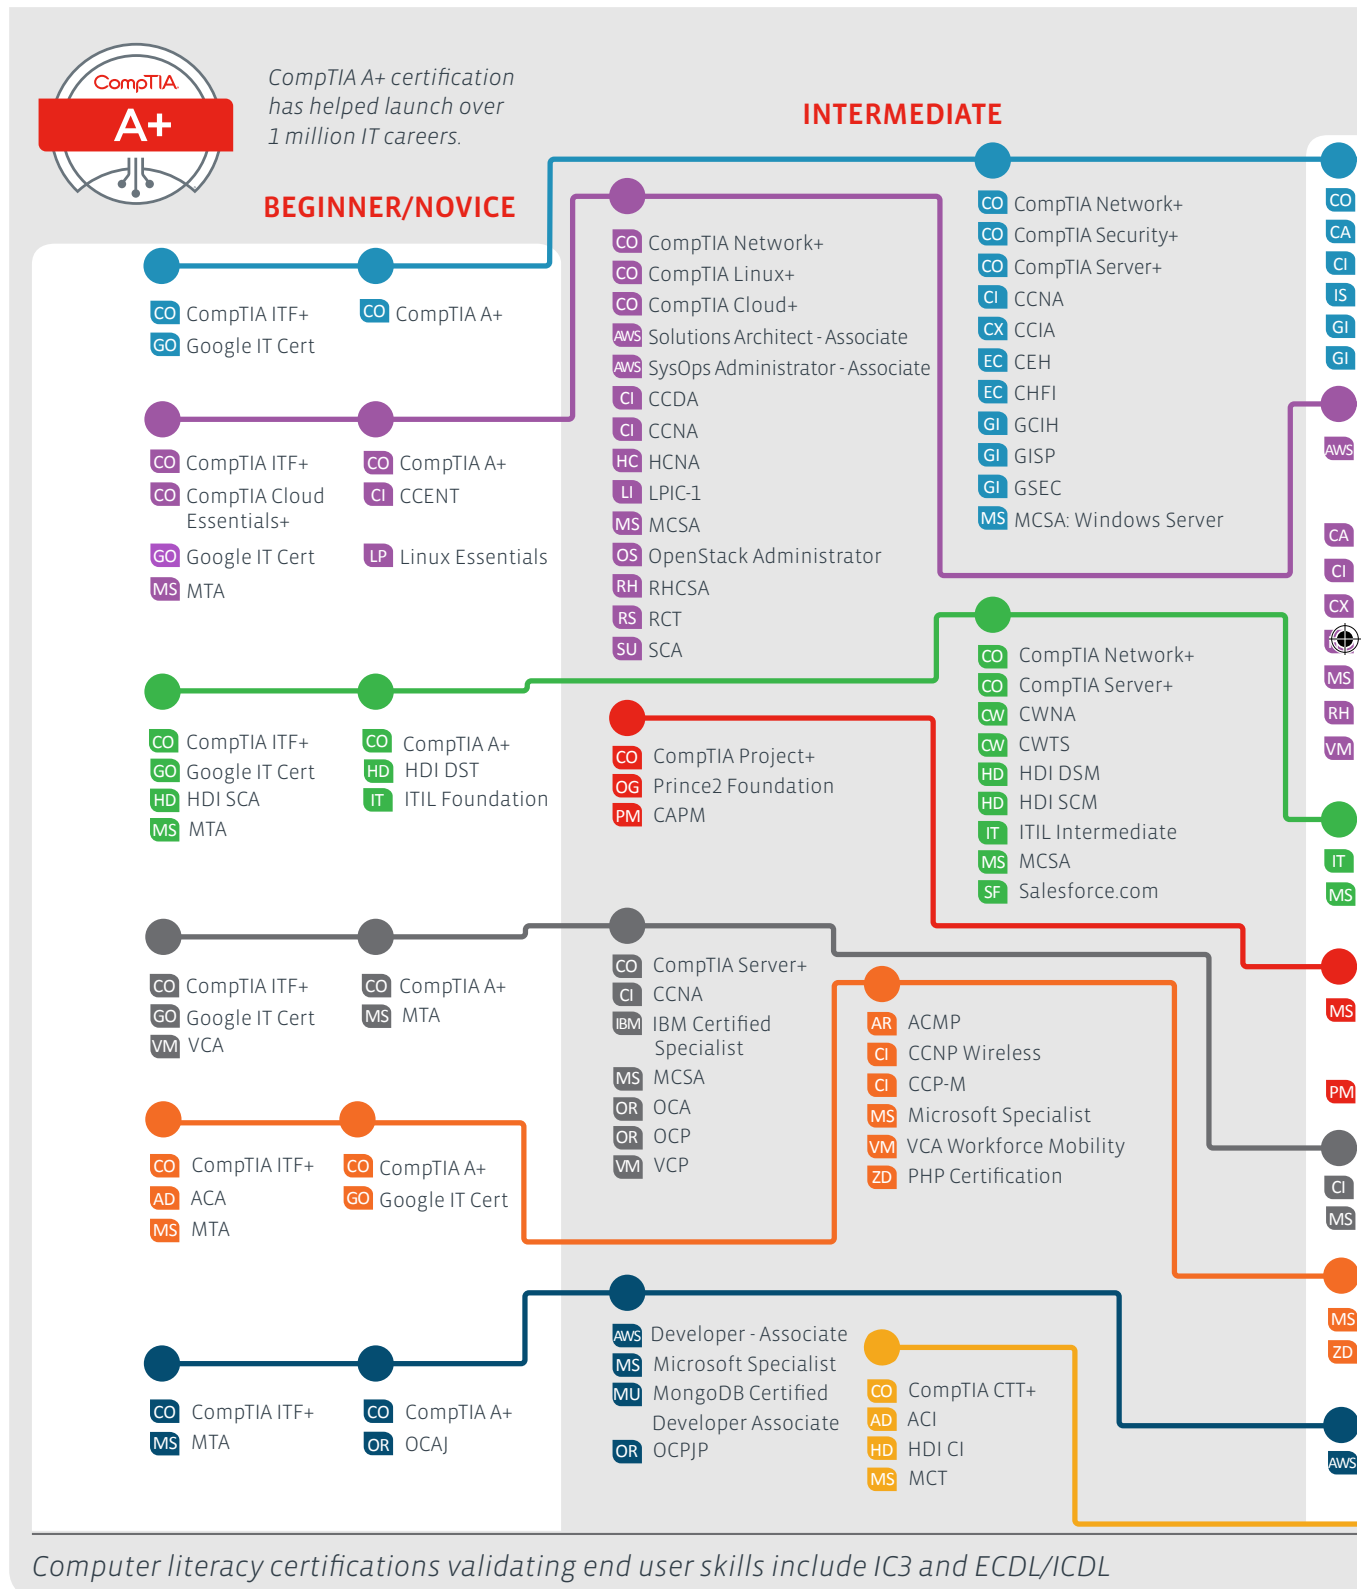 CompTIA
A+
CompTIA A+ certification
has helped launch over
1 million IT careers.
BEGINNER/NOVICE
INTERMEDIATE
CO CompTIA ITF+
GO Google IT Cert
CO CompTIA A+
CO CompTIA Network+
CO CompTIA Security+
CO CompTIA Server+
CI CCNA
CX CCIA
EC CEH
EC CHFI
GI GCIH
GI GISP
GI GSEC
MS MCSA: Windows Server
CO
CA
CI
IS
GI
GI
CO CompTIA ITF+
CO CompTIA Cloud
Essentials+
GO Google IT Cert
MS MTA
CO CompTIA A+
CI CCENT
LP Linux Essentials
CO CompTIA Network+
CO CompTIA Linux+
CO CompTIA Cloud+
AWS Solutions Architect - Associate
AWS SysOps Administrator - Associate
CI CCDA
CI CCNA
HC HCNA
LI LPIC-1
MS MCSA
OS OpenStack Administrator
RH RHCSA
RS RCT
SU SCA
AWS
CA
CI
CX
MS
RH
VM
CO CompTIA ITF+
GO Google IT Cert
HD HDI SCA
MS MTA
CO CompTIA A+
HD HDI DST
IT ITIL Foundation
CO CompTIA Network+
CO CompTIA Server+
CW CWNA
CW CWTS
HD HDI DSM
HD HDI SCM
IT ITIL Intermediate
MS MCSA
SF Salesforce.com
IT
MS
CO CompTIA Project+
OG Prince2 Foundation
PM CAPM
MS
PM
CO CompTIA ITF+
GO Google IT Cert
VM VCA
CO CompTIA A+
MS MTA
CO CompTIA Server+
CI CCNA
IBM IBM Certified
Specialist
MS MCSA
OR OCA
OR OCP
VM VCP
CI
MS
CO CompTIA ITF+
AD ACA
MS MTA
CO CompTIA A+
GO Google IT Cert
AR ACMP
CI CCNP Wireless
CI CCP-M
MS Microsoft Specialist
VM VCA Workforce Mobility
ZD PHP Certification
MS
ZD
CO CompTIA ITF+
MS MTA
CO CompTIA A+
OR OCAJ
AWS Developer - Associate
MS Microsoft Specialist
MU MongoDB Certified
Developer Associate
OR OCPJP
AWS
CO CompTIA CTT+
AD ACI
HD HDI CI
MS MCT
Computer literacy certifications validating end user skills include IC3 and ECDL/ICDL